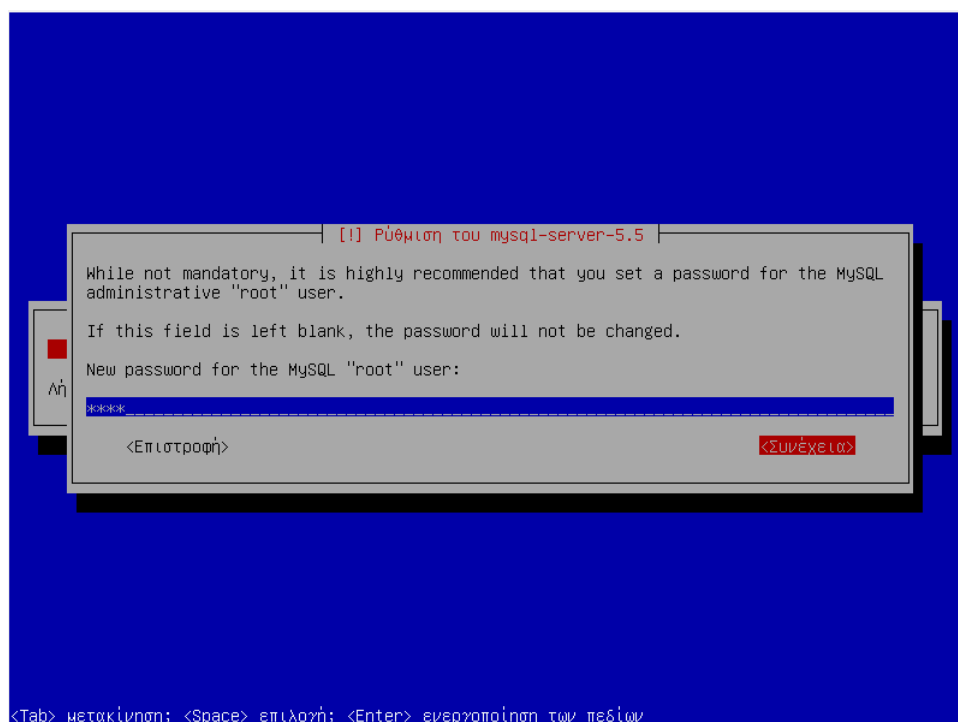 [!] Ρύθμιση του mysql-server-5.5
While not mandatory, it is highly recommended that you set a password for the MySQL
administrative "root" user.
If this field is left blank, the password will not be changed.
New password for the MySQL "root" user:
Λή
****
<Επιστροφή> <Συνέχεια>
<Tab> μετακίνηση; <Space> επιλογή; <Enter> ενεργοποίηση των πεδίων